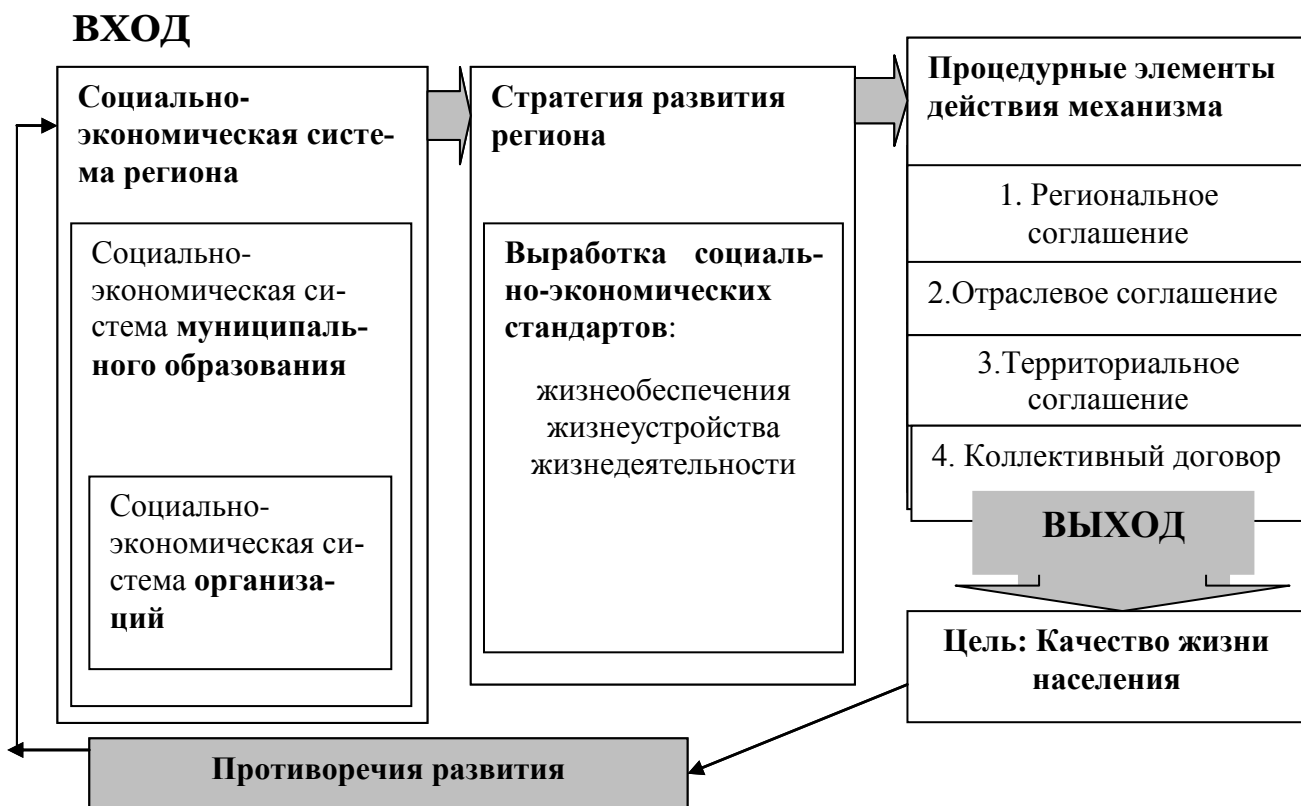 ВХОД
Социально-
экономическая систе-
ма региона
Социально-
экономическая си-
стема муниципаль-
ного образования
Социально-
экономическая си-
стема организа-
ций
Стратегия развития
региона
Выработка социаль-
но-экономических
стандартов:
жизнеобеспечения
жизнеустройства
жизнедеятельности
Процедурные элементы
действия механизма
1. Региональное
соглашение
2.Отраслевое соглашение
3.Территориальное
соглашение
4. Коллективный договор
ВЫХОД
Цель: Качество жизни
населения
Противоречия развития